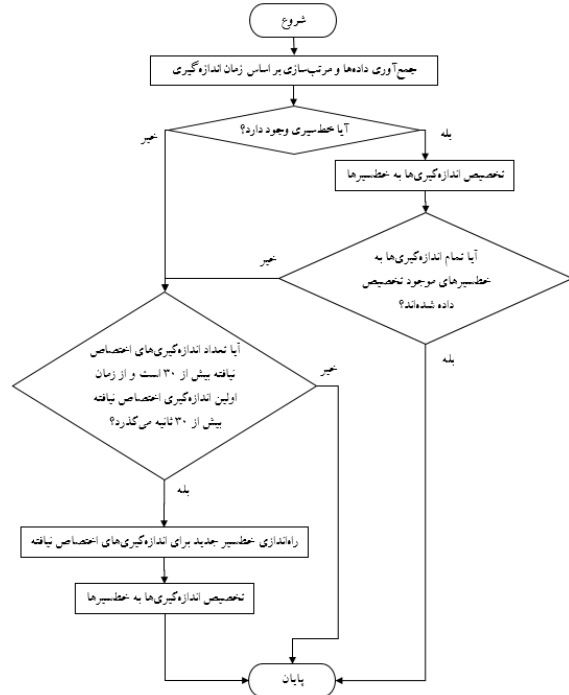 شروع
جمع‌آوری داده‌ها و مرتب‌سازی بر اساس زمان اندازه‌گیری
آیا خط‌سیری وجود دارد؟
خیر
بله
تخصیص اندازه‌گیری‌ها به خط‌سیرها
آیا تمام اندازه‌گیری‌ها به
خط‌سیرهای موجود تخصیص
داده شده‌اند؟
خیر
بله
آیا تعداد اندازه‌گیری‌های اختصاص
نیافته بیش از ۳۰ است و از زمان
اولین اندازه‌گیری اختصاص نیافته
بیش از ۳۰ ثانیه می‌گذرد؟
خیر
بله
راه‌اندازی خط‌سیر جدید برای اندازه‌گیری‌های اختصاص نیافته
تخصیص اندازه‌گیری‌ها به خط‌سیرها
پایان